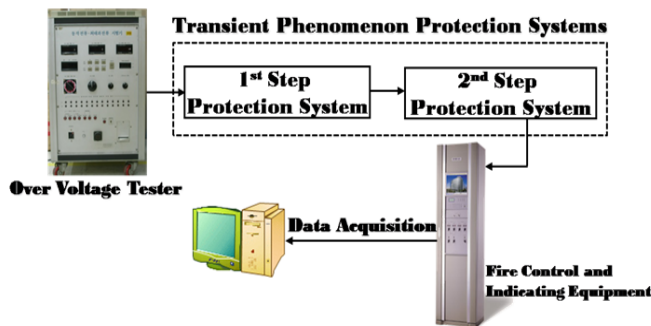 Transient Phenomenon Protection Systems
1st Step
Protection System
2nd Step
Protection System
Over Voltage Tester
Data Acquisition
Fire Control and
Indicating Equipment